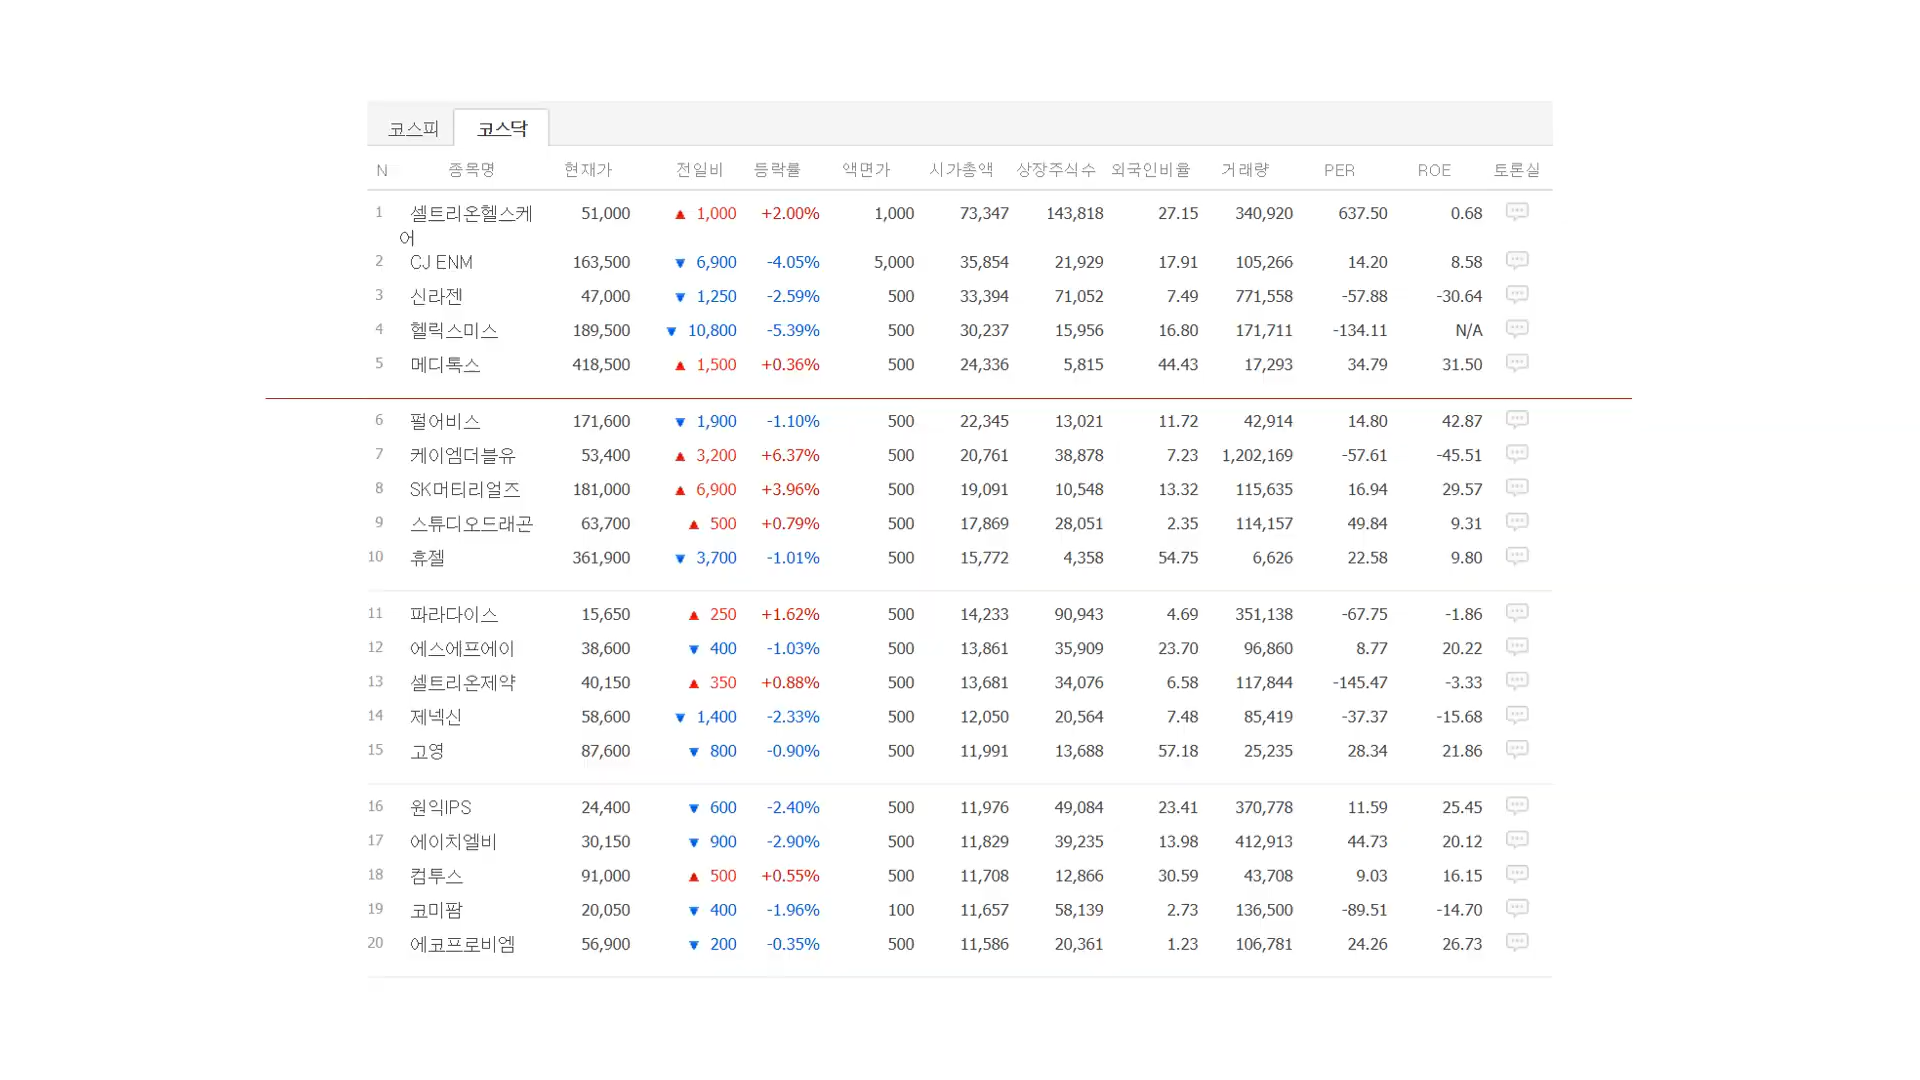 코스피 코스닥
N 종목명 현재가 전일비 등락률 액면가 시가총액 상장주식수 외국인비율 거래량 PER ROE 토론실
1 셀트리온헬스케 51,000 ▲ 1,000 +2.00% 1,000 73,347 143,818 27.15 340,920 637.50 0.68
어
2 CJ ENM 163,500 ▼ 6,900 -4.05% 5,000 35,854 21,929 17.91 105,266 14.20 8.58
3 신라젠 47,000 ▼ 1,250 -2.59% 500 33,394 71,052 7.49 771,558 -57.88 -30.64
4 헬릭스미스 189,500 ▼ 10,800 -5.39% 500 30,237 15,956 16.80 171,711 -134.11 N/A
5 메디톡스 418,500 ▲ 1,500 +0.36% 500 24,336 5,815 44.43 17,293 34.79 31.50
6 펄어비스 171,600 ▼ 1,900 -1.10% 500 22,345 13,021 11.72 42,914 14.80 42.87
7 케이엠더블유 53,400 ▲ 3,200 +6.37% 500 20,761 38,878 7.23 1,202,169 -57.61 -45.51
8 SK머티리얼즈 181,000 ▲ 6,900 +3.96% 500 19,091 10,548 13.32 115,635 16.94 29.57
9 스튜디오드래곤 63,700 ▲ 500 +0.79% 500 17,869 28,051 2.35 114,157 49.84 9.31
10 휴젤 361,900 ▼ 3,700 -1.01% 500 15,772 4,358 54.75 6,626 22.58 9.80
11 파라다이스 15,650 ▲ 250 +1.62% 500 14,233 90,943 4.69 351,138 -67.75 -1.86
12 에스에프에이 38,600 ▼ 400 -1.03% 500 13,861 35,909 23.70 96,860 8.77 20.22
13 셀트리온제약 40,150 ▲ 350 +0.88% 500 13,681 34,076 6.58 117,844 -145.47 -3.33
14 제넥신 58,600 ▼ 1,400 -2.33% 500 12,050 20,564 7.48 85,419 -37.37 -15.68
15 고영 87,600 ▼ 800 -0.90% 500 11,991 13,688 57.18 25,235 28.34 21.86
16 원익IPS 24,400 ▼ 600 -2.40% 500 11,976 49,084 23.41 370,778 11.59 25.45
17 에이치엘비 30,150 ▼ 900 -2.90% 500 11,829 39,235 13.98 412,913 44.73 20.12
18 컴투스 91,000 ▲ 500 +0.55% 500 11,708 12,866 30.59 43,708 9.03 16.15
19 코미팜 20,050 ▼ 400 -1.96% 100 11,657 58,139 2.73 136,500 -89.51 -14.70
20 에코프로비엠 56,900 ▼ 200 -0.35% 500 11,586 20,361 1.23 106,781 24.26 26.73